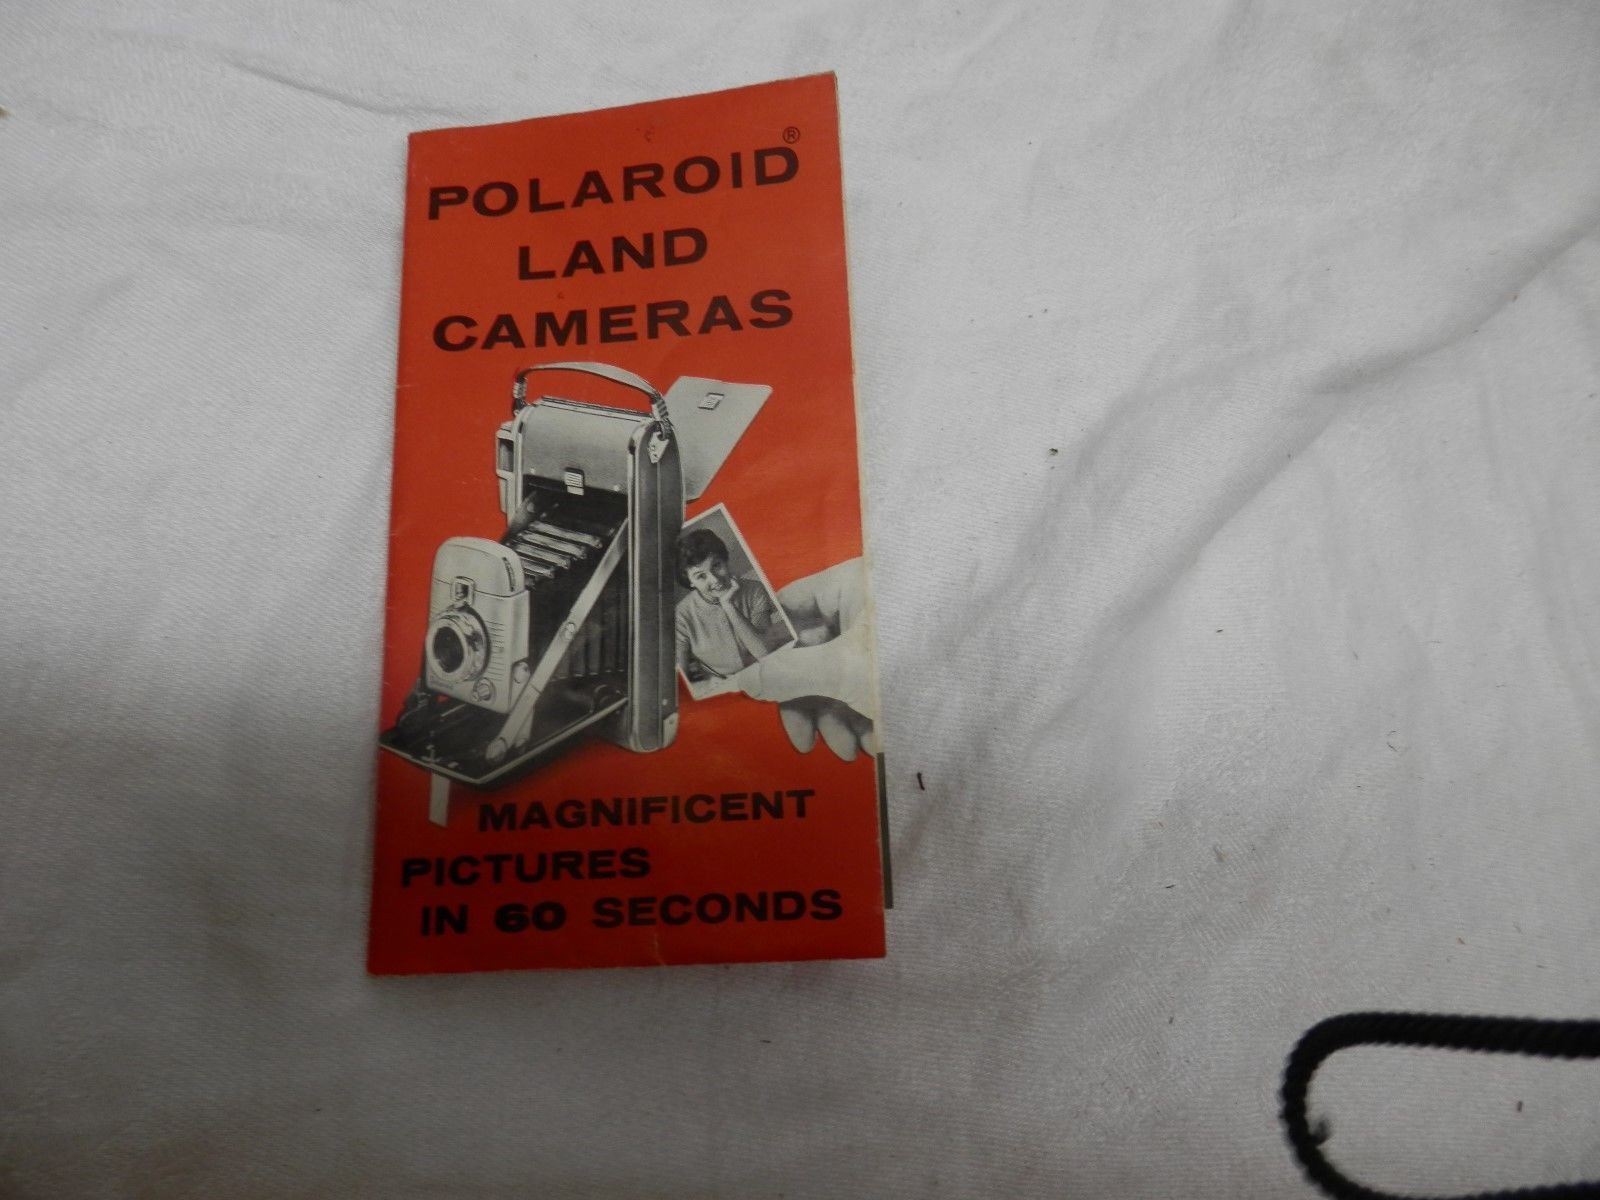 POLAROID®
LAND
CAMERAS
MAGNIFICENT
PICTURES
IN 60 SECONDS